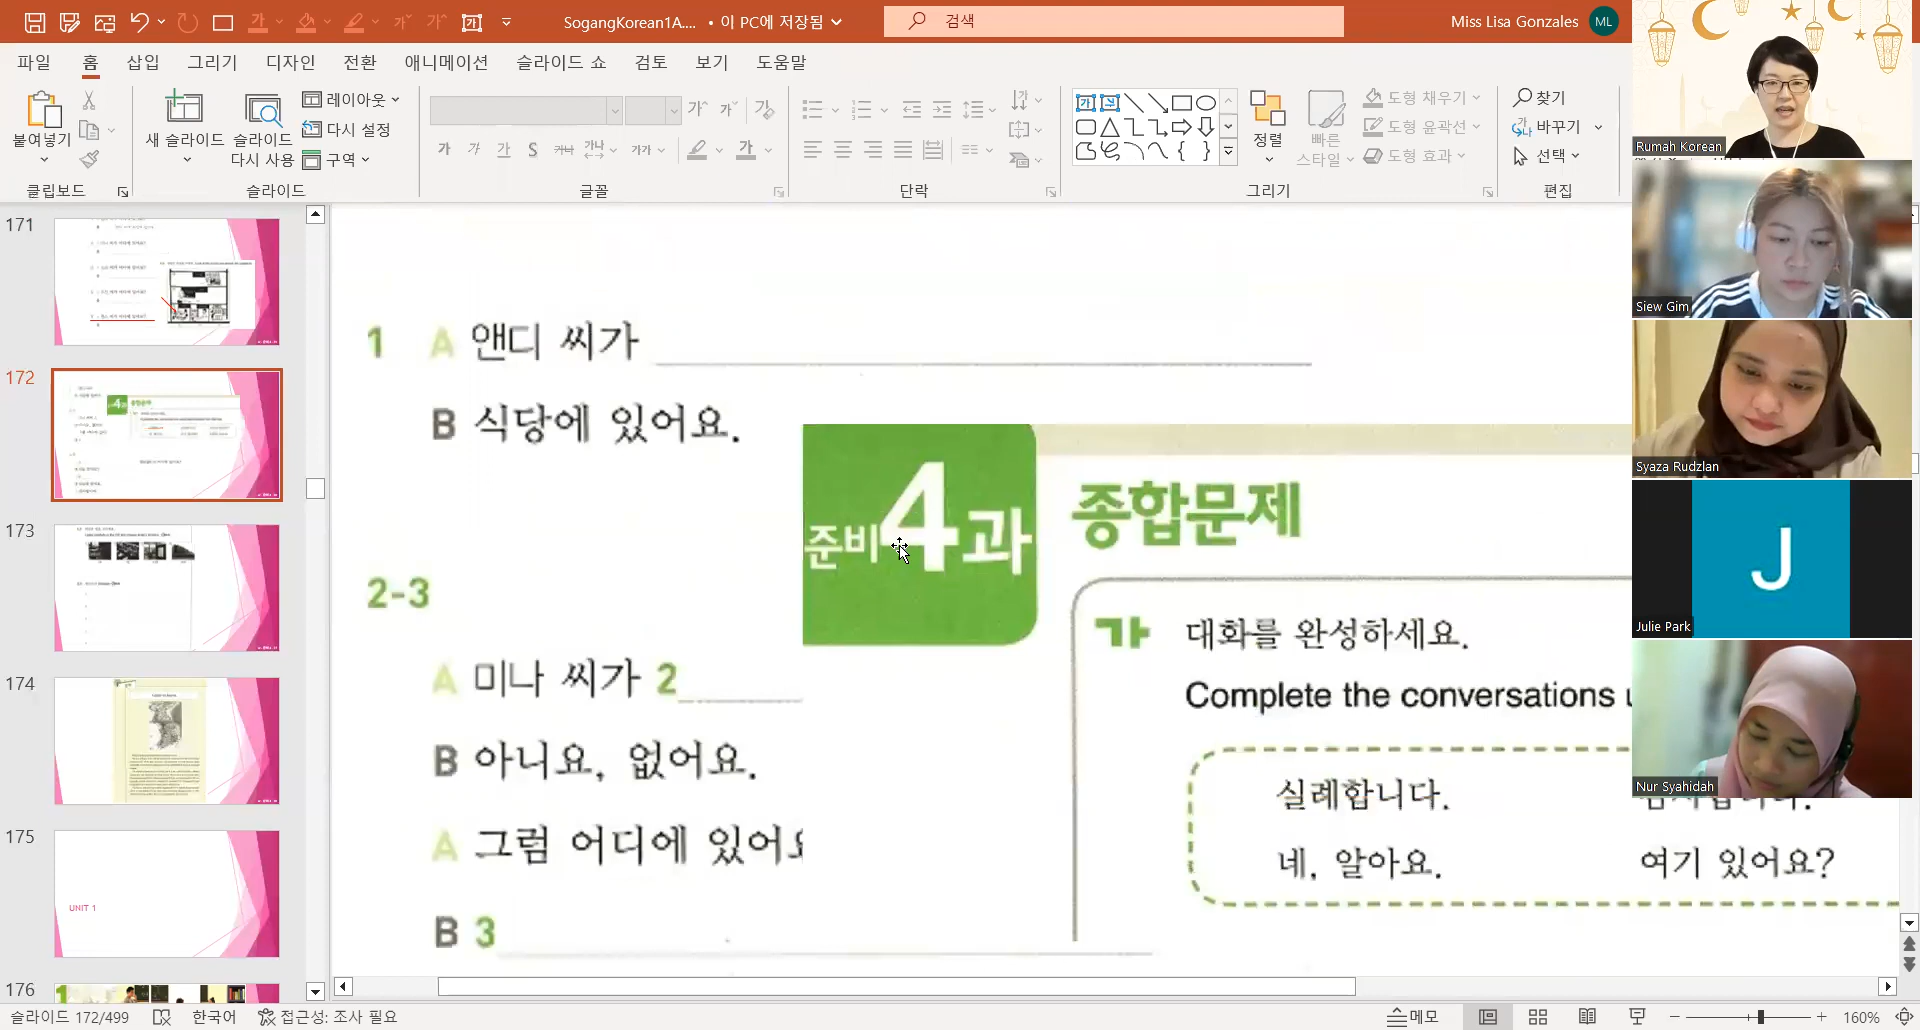 SogangKorean1A.... • 이 PC에 저장됨
검색
Miss Lisa Gonzales
ML
파일 홈 삽입 그리기 디자인 전환 애니메이션 슬라이드 쇼 검토 보기 도움말
붙여넣기
새 슬라이드
슬라이드 다시 사용
레이아웃
다시 설정
구역
정렬
빠른 스타일
도형 채우기
도형 윤곽선
도형 효과
찾기
바꾸기
선택
클립보드 슬라이드 글꼴 단락 그리기 편집
171
172
173
174
175
UNIT 1
176
1 A 앤디 씨가
B 식당에 있어요.
준비4과
종합문제
2-3
가 대화를 완성하세요.
Complete the conversations
A 미나 씨가 2
B 아니요, 없어요.
A 그럼 어디에 있어
B 3
실례합니다.
네, 알아요.
여기 있어요?
Rumah Korean
Siew Gim
Syaza Rudzlan
J
Julie Park
Nur Syahidah
슬라이드 172/499 한국어 접근성: 조사 필요
메모
160%